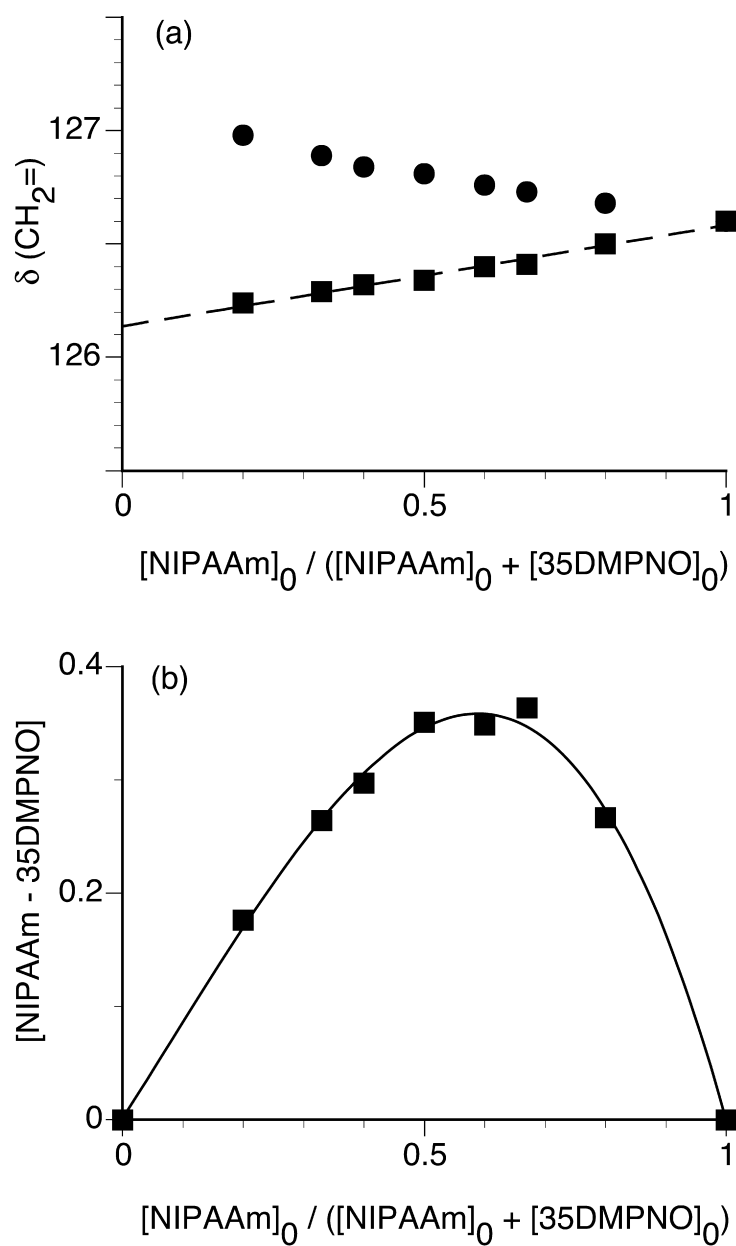 (a)
127
126
δ (CH2=)
0
0.5
1
[NIPAAm]0 / ([NIPAAm]0 + [35DMPNO]0)
(b)
0.4
0.2
0
[NIPAAm - 35DMPNO]
0
0.5
1
[NIPAAm]0 / ([NIPAAm]0 + [35DMPNO]0)